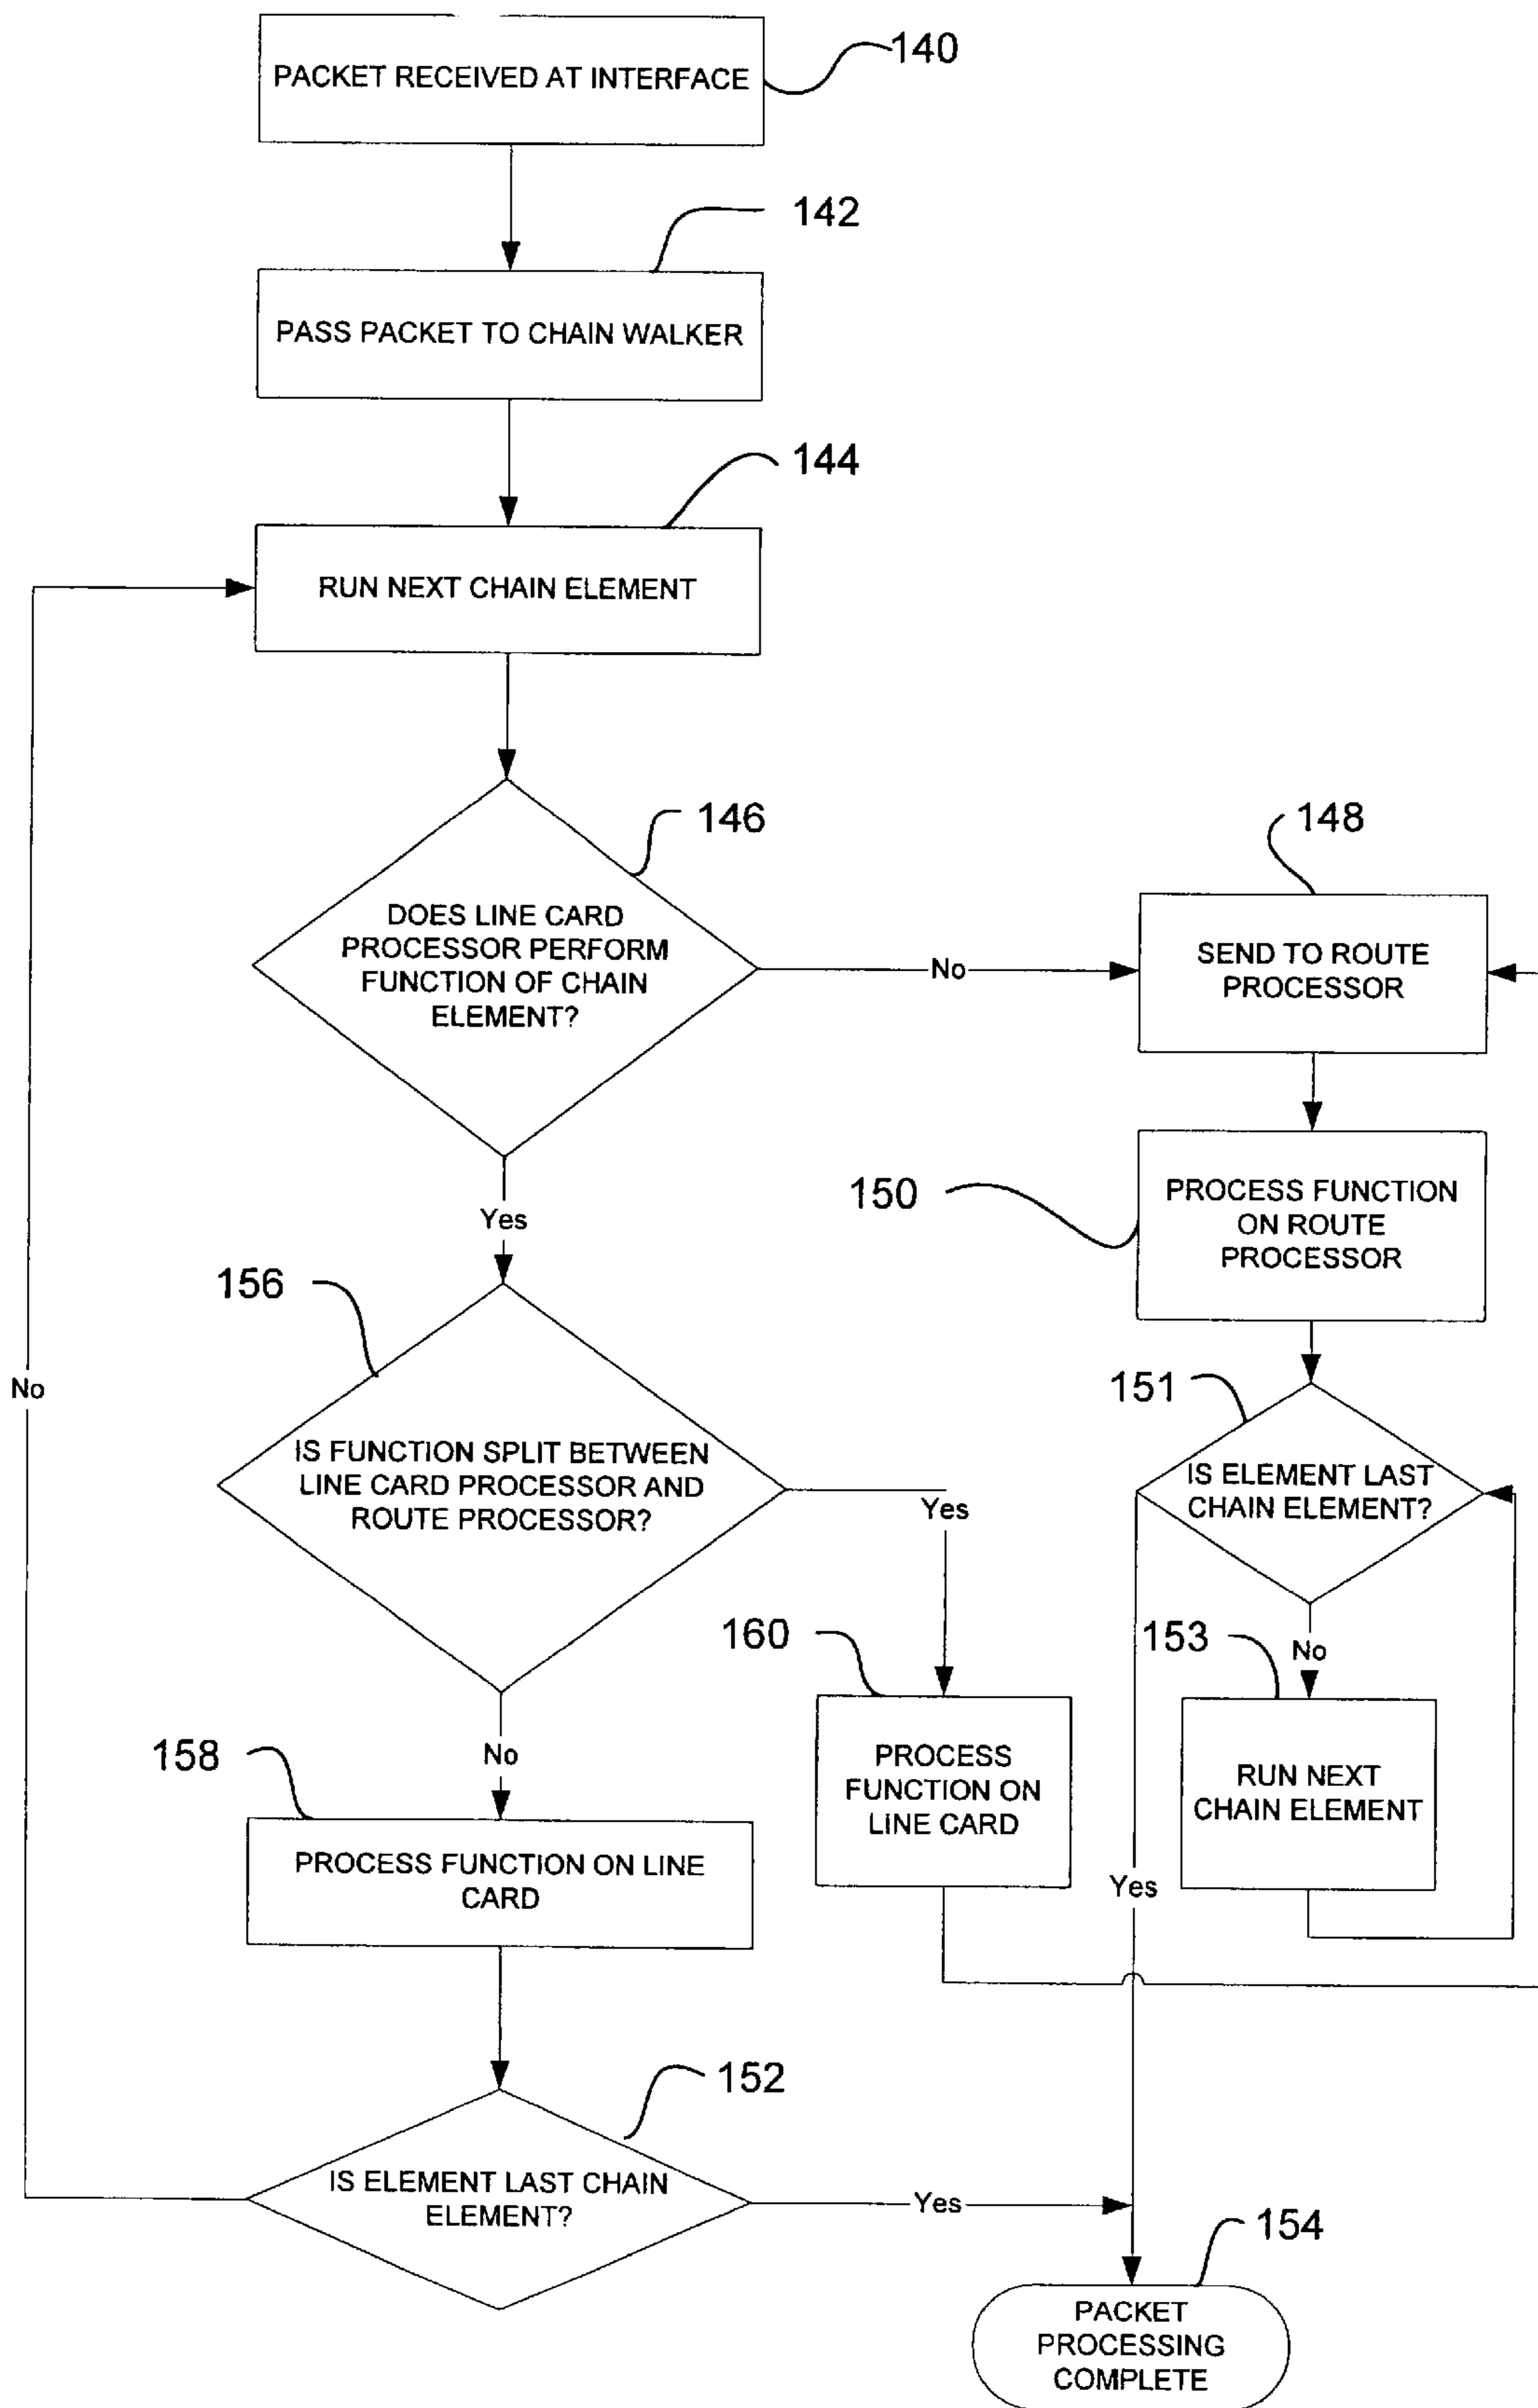 PACKET RECEIVED AT INTERFACE
140
142
PASS PACKET TO CHAIN WALKER
144
RUN NEXT CHAIN ELEMENT
146
DOES LINE CARD
PROCESSOR PERFORM
FUNCTION OF CHAIN
ELEMENT?
No
148
SEND TO ROUTE
PROCESSOR
Yes
150
PROCESS FUNCTION
ON ROUTE
PROCESSOR
156
IS FUNCTION SPLIT BETWEEN
LINE CARD PROCESSOR AND
ROUTE PROCESSOR?
Yes
No
151
IS ELEMENT LAST
CHAIN ELEMENT?
No
153
RUN NEXT
CHAIN ELEMENT
Yes
160
PROCESS
FUNCTION ON
LINE CARD
No
158
PROCESS FUNCTION ON LINE
CARD
152
IS ELEMENT LAST CHAIN
ELEMENT?
Yes
154
PACKET
PROCESSING
COMPLETE